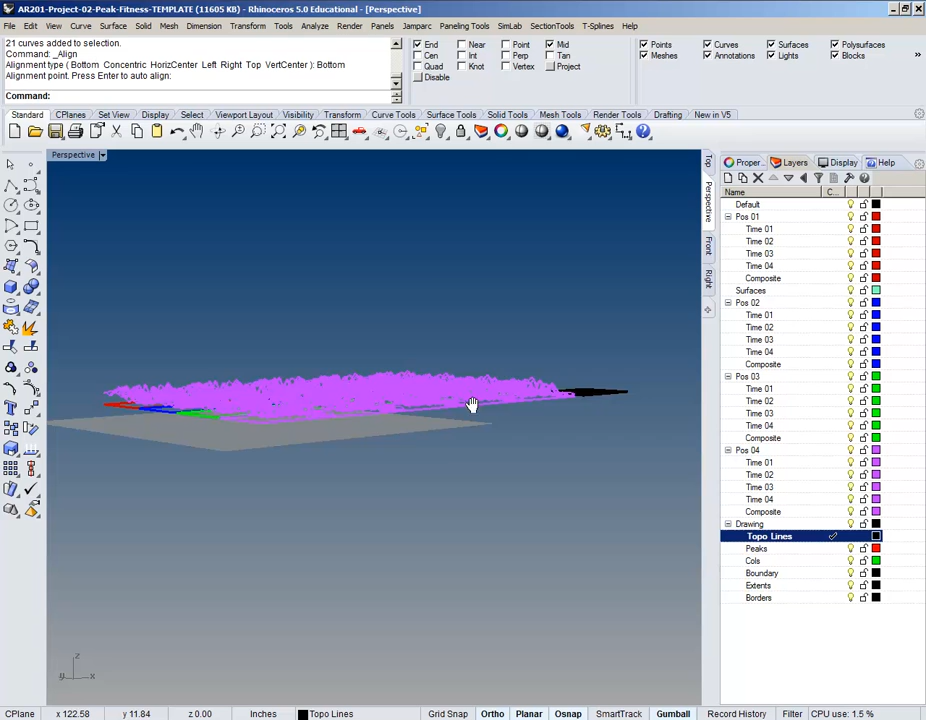 AR201-Project-02-Peak-Fitness-TEMPLATE (11605 KB) - Rhinoceros 5.0 Educational - [Perspective]
File Edit View Curve Surface Solid Mesh Dimension Transform Tools Analyze Render Panels Jamparc Paneling Tools SimLab SectionTools T-Splines Help
21 curves added to selection.
Command: _Align
Alignment type ( Bottom Concentric HorizCenter Left Right Top VertCenter ): Bottom
Alignment point. Press Enter to auto align:
Command:
End Near Point Mid
Cen Int Perp Tan
Quad Knot Vertex Project
Disable
Points Curves Surfaces Polysurfaces
Meshes Annotations Lights Blocks
Standard CPlanes Set View Display Select Viewport Layout Visibility Transform Curve Tools Surface Tools Solid Tools Mesh Tools Render Tools Drafting New in V5
Perspective
Top
Perspective
Front
Right
Proper... Layers Display Help
Name C...
Default
Pos 01
Time 01
Time 02
Time 03
Time 04
Composite
Surfaces
Pos 02
Time 01
Time 02
Time 03
Time 04
Composite
Pos 03
Time 01
Time 02
Time 03
Time 04
Composite
Pos 04
Time 01
Time 02
Time 03
Time 04
Composite
Drawing
Topo Lines
Peaks
Cols
Boundary
Extents
Borders
z
y x
CPlane x 122.58 y 11.84 z 0.00 Inches Topo Lines Grid Snap Ortho Planar Osnap SmartTrack Gumball Record History Filter CPU use: 1.5 %